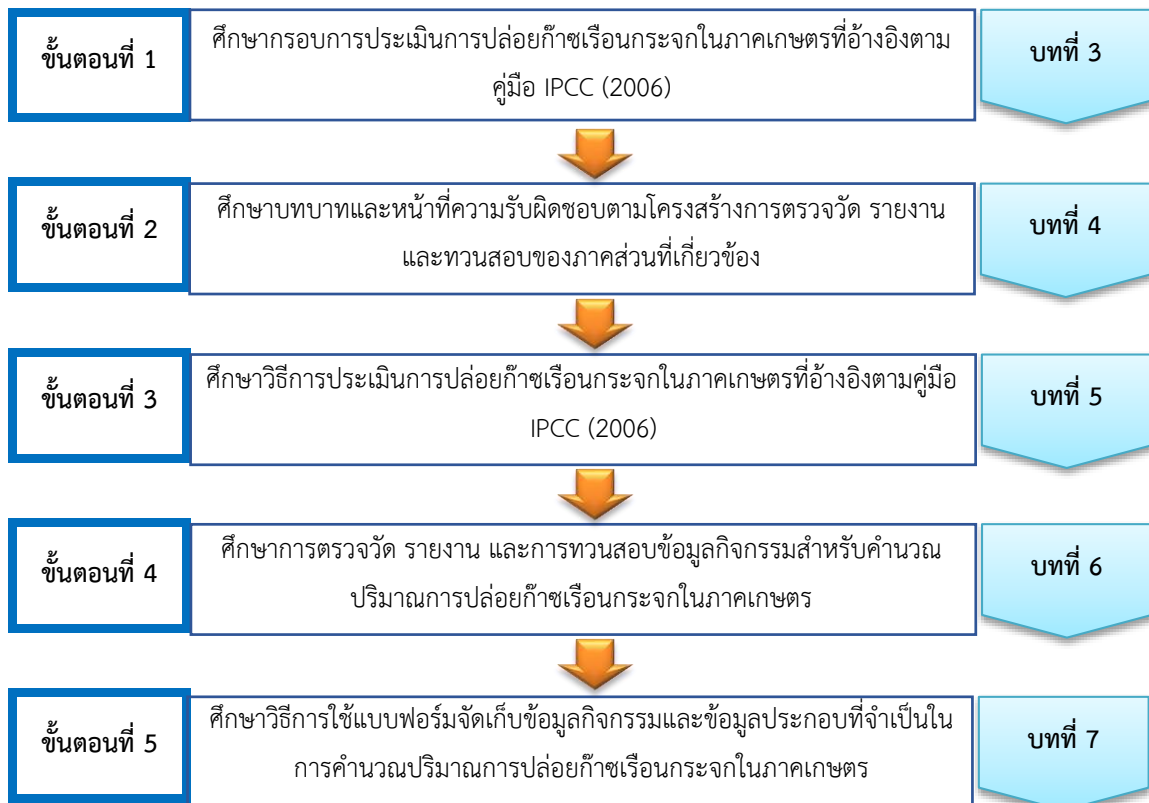 ขั้นตอนที่ 1
ศึกษากรอบการประเมินการปล่อยก๊าซเรือนกระจกในภาคเกษตรที่อ้างอิงตาม
คู่มือ IPCC (2006)
บทที่ 3
ขั้นตอนที่ 2
ศึกษาบทบาทและหน้าที่ความรับผิดชอบตามโครงสร้างการตรวจวัด รายงาน
และทวนสอบของภาคส่วนที่เกี่ยวข้อง
บทที่ 4
ขั้นตอนที่ 3
ศึกษาวิธีการประเมินการปล่อยก๊าซเรือนกระจกในภาคเกษตรที่อ้างอิงตามคู่มือ
IPCC (2006)
บทที่ 5
ขั้นตอนที่ 4
ศึกษาการตรวจวัด รายงาน และการทวนสอบข้อมูลกิจกรรมสำหรับคำนวณ
ปริมาณการปล่อยก๊าซเรือนกระจกในภาคเกษตร
บทที่ 6
ขั้นตอนที่ 5
ศึกษาวิธีการใช้แบบฟอร์มจัดเก็บข้อมูลกิจกรรมและข้อมูลประกอบที่จำเป็นใน
การคำนวณปริมาณการปล่อยก๊าซเรือนกระจกในภาคเกษตร
บทที่ 7